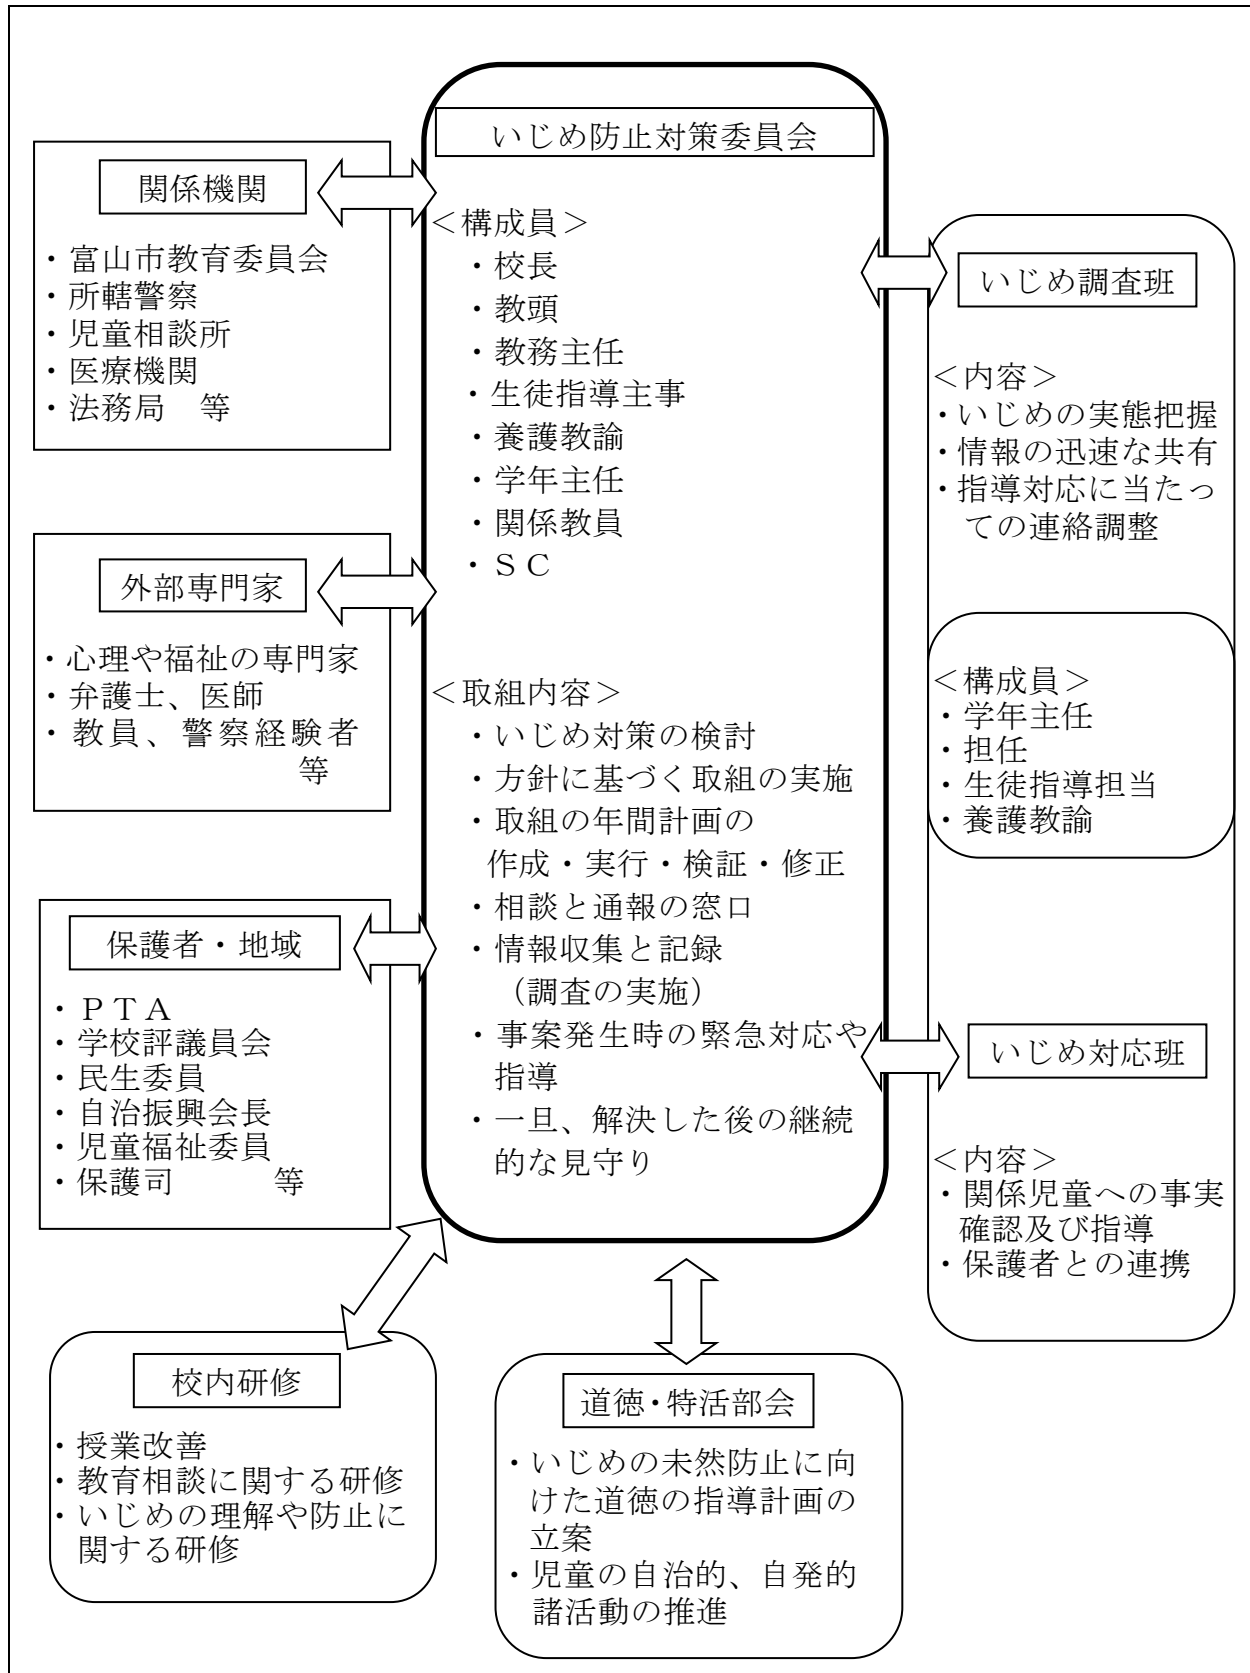 いじめ防止対策委員会
＜構成員＞
・校長
・教頭
・教務主任
・生徒指導主事
・養護教諭
・学年主任
・関係教員
・ＳＣ
＜取組内容＞
・いじめ対策の検討
・方針に基づく取組の実施
・取組の年間計画の
作成・実行・検証・修正
・相談と通報の窓口
・情報収集と記録
（調査の実施）
・事案発生時の緊急対応や
指導
・一旦、解決した後の継続
的な見守り
関係機関
・富山市教育委員会
・所轄警察
・児童相談所
・医療機関
・法務局　等
外部専門家
・心理や福祉の専門家
・弁護士、医師
・教員、警察経験者
等
保護者・地域
・ＰＴＡ
・学校評議員会
・民生委員
・自治振興会長
・児童福祉委員
・保護司　　　等
いじめ調査班
＜内容＞
・いじめの実態把握
・情報の迅速な共有
・指導対応に当たっ
ての連絡調整
＜構成員＞
・学年主任
・担任
・生徒指導担当
・養護教諭
いじめ対応班
＜内容＞
・関係児童への事実
確認及び指導
・保護者との連携
校内研修
・授業改善
・教育相談に関する研修
・いじめの理解や防止に
関する研修
道徳・特活部会
・いじめの未然防止に向
けた道徳の指導計画の
立案
・児童の自治的、自発的
諸活動の推進